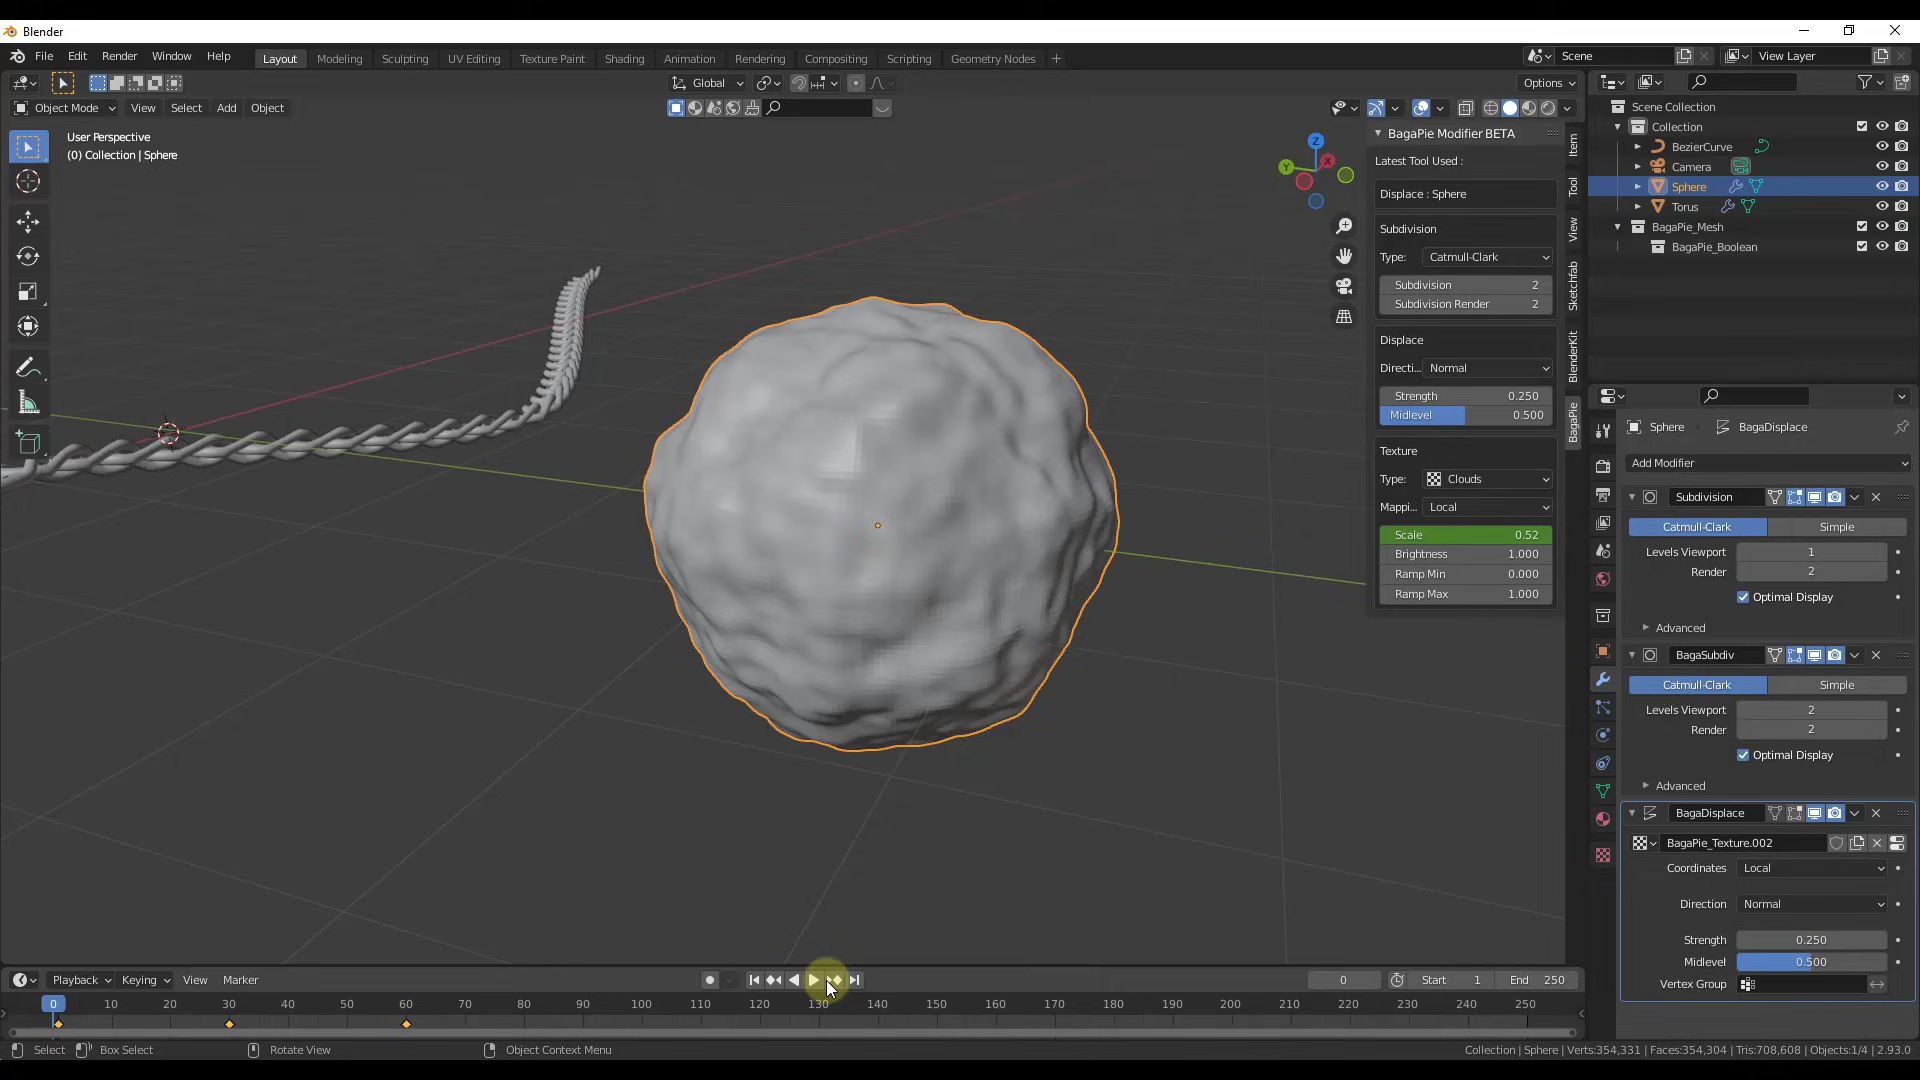 Blender
File Edit Render Window Help Layout Modeling Sculpting UV Editing Texture Paint Shading Animation Rendering Compositing Scripting Geometry Nodes + Scene View Layer
Global Options
Object Mode View Select Add Object
User Perspective
(0) Collection | Sphere
Z
Y
X
BagaPie Modifier BETA
Latest Tool Used :
Displace : Sphere
Subdivision
Type: Catmull-Clark
Subdivision 2
Subdivision Render 2
Displace
Directi... Normal
Strength 0.250
Midlevel 0.500
Texture
Type: Clouds
Mappi... Local
Scale 0.52
Brightness 1.000
Ramp Min 0.000
Ramp Max 1.000
Item
Tool
View
Sketchfab
BlenderKit
BagaPie
Scene Collection
Collection
BezierCurve
Camera
Sphere
Torus
BagaPie_Mesh
BagaPie_Boolean
Sphere BagaDisplace
Add Modifier
Subdivision
Catmull-Clark Simple
Levels Viewport 1
Render 2
Optimal Display
Advanced
BagaSubdiv
Catmull-Clark Simple
Levels Viewport 2
Render 2
Optimal Display
Advanced
BagaDisplace
BagaPie_Texture.002
Coordinates Local
Direction Normal
Strength 0.250
Midlevel 0.500
Vertex Group
Playback Keying View Marker 0 Start 1 End 250
0 10 20 30 40 50 60 70 80 90 100 110 120 130 140 150 160 170 180 190 200 210 220 230 240 250
Select Box Select Rotate View Object Context Menu Collection | Sphere | Verts:354,331 | Faces:354,304 | Tris:708,608 | Objects:1/4 | 2.93.0